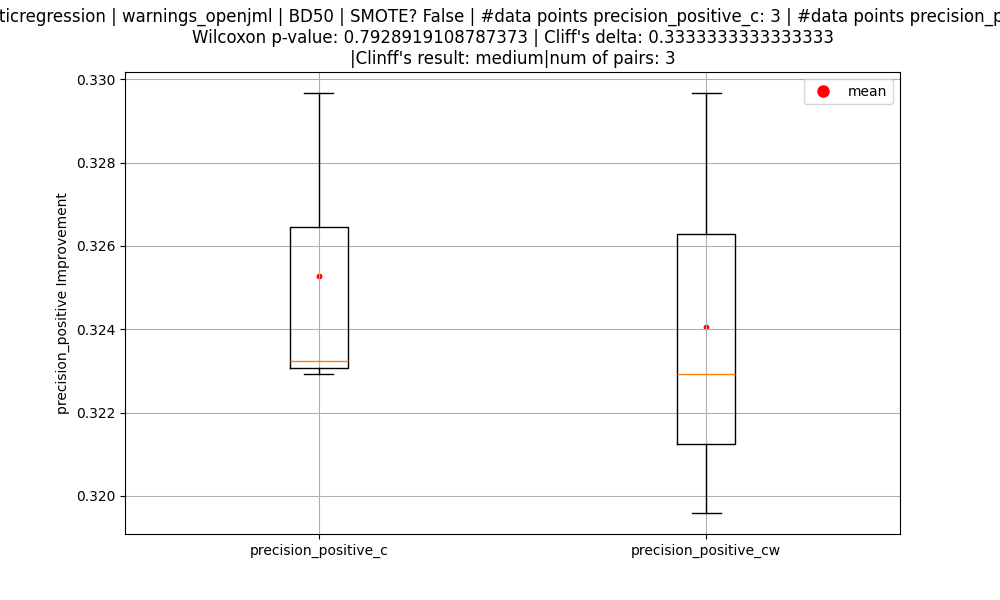 ticregression | warnings_openjml | BD50 | SMOTE? False | #data points precision_positive_c: 3 | #data points precision_p
Wilcoxon p-value: 0.7928919108787373 | Cliff's delta: 0.3333333333333333
|Clinff's result: medium|num of pairs: 3
0.330
mean
0.328
0.326
0.324
0.322
0.320
precision_positive Improvement
precision_positive_c
precision_positive_cw